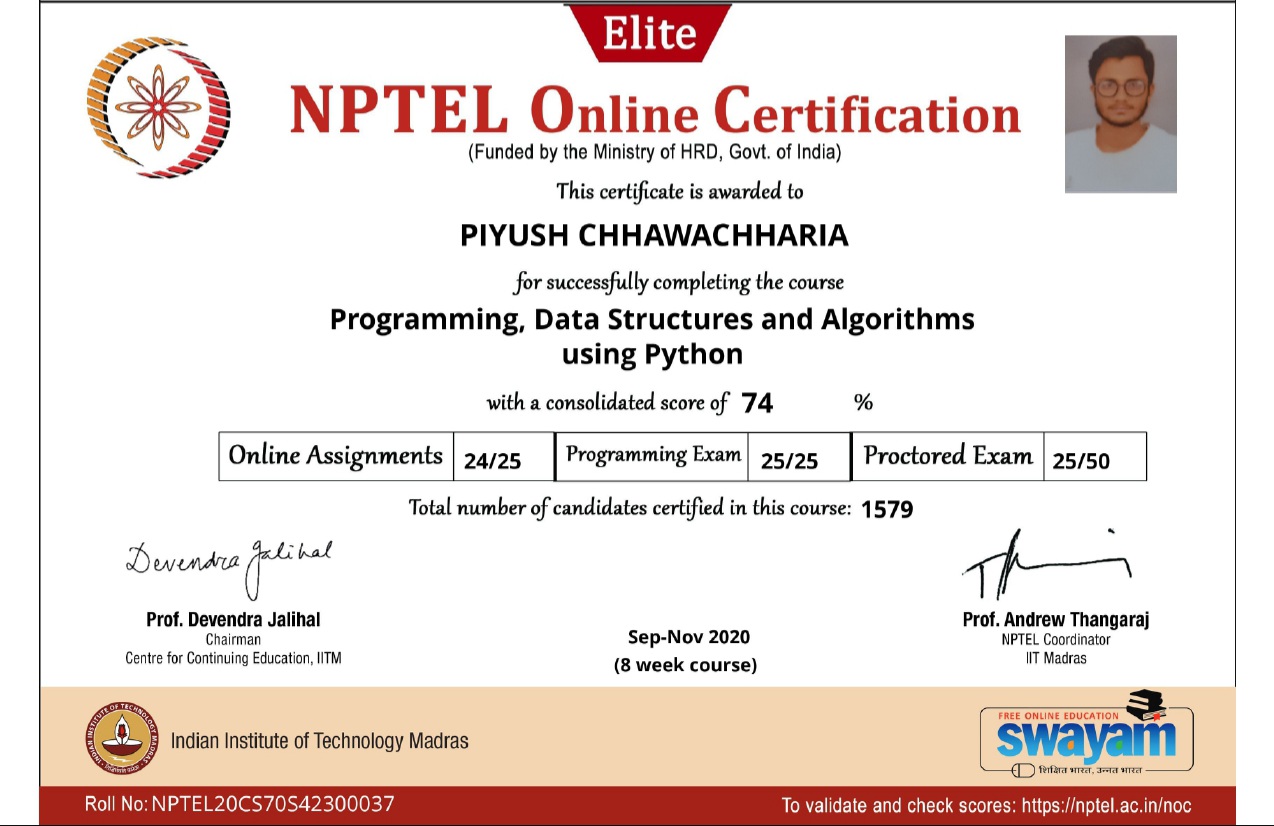 Elite
NPTEL Online Certification
(Funded by the Ministry of HRD, Govt. of India)
This certificate is awarded to
PIYUSH CHHAWACHHARIA
for successfully completing the course
Programming, Data Structures and Algorithms
using Python
with a consolidated score of 74 %
Online Assignments 24/25 Programming Exam 25/25 Proctored Exam 25/50
Total number of candidates certified in this course: 1579
Devendra Jalihal
Prof. Devendra Jalihal
Chairman
Centre for Continuing Education, IITM
Sep-Nov 2020
(8 week course)
Prof. Andrew Thangaraj
NPTEL Coordinator
IIT Madras
INDIAN INSTITUTE OF TECHNOLOGY MADRAS
Indian Institute of Technology Madras
FREE ONLINE EDUCATION
swayam
शिक्षित भारत, उन्नत भारत
Roll No: NPTEL20CS70S42300037
To validate and check scores: https://nptel.ac.in/noc